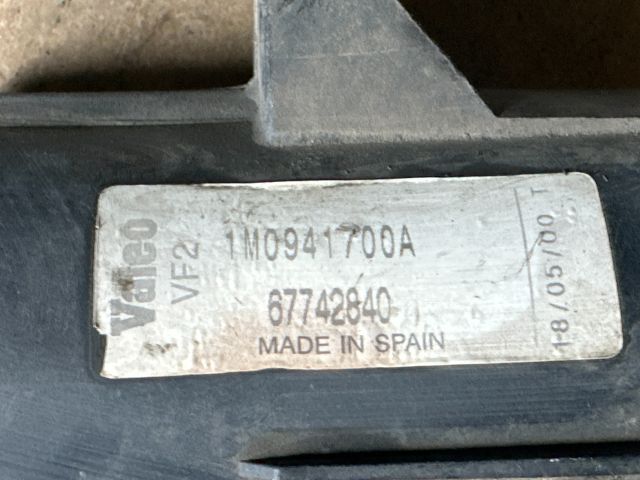 Valeo
VF2
1M0941700A
67742840
MADE IN SPAIN
18/05/00 T